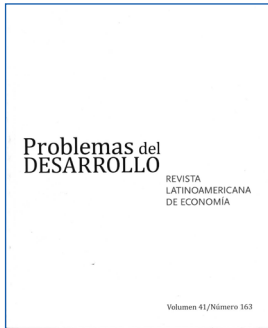 Problemas del
DESARROLLO
REVISTA
LATINOAMERICANA
DE ECONOMÍA
Volumen 41/Número 163